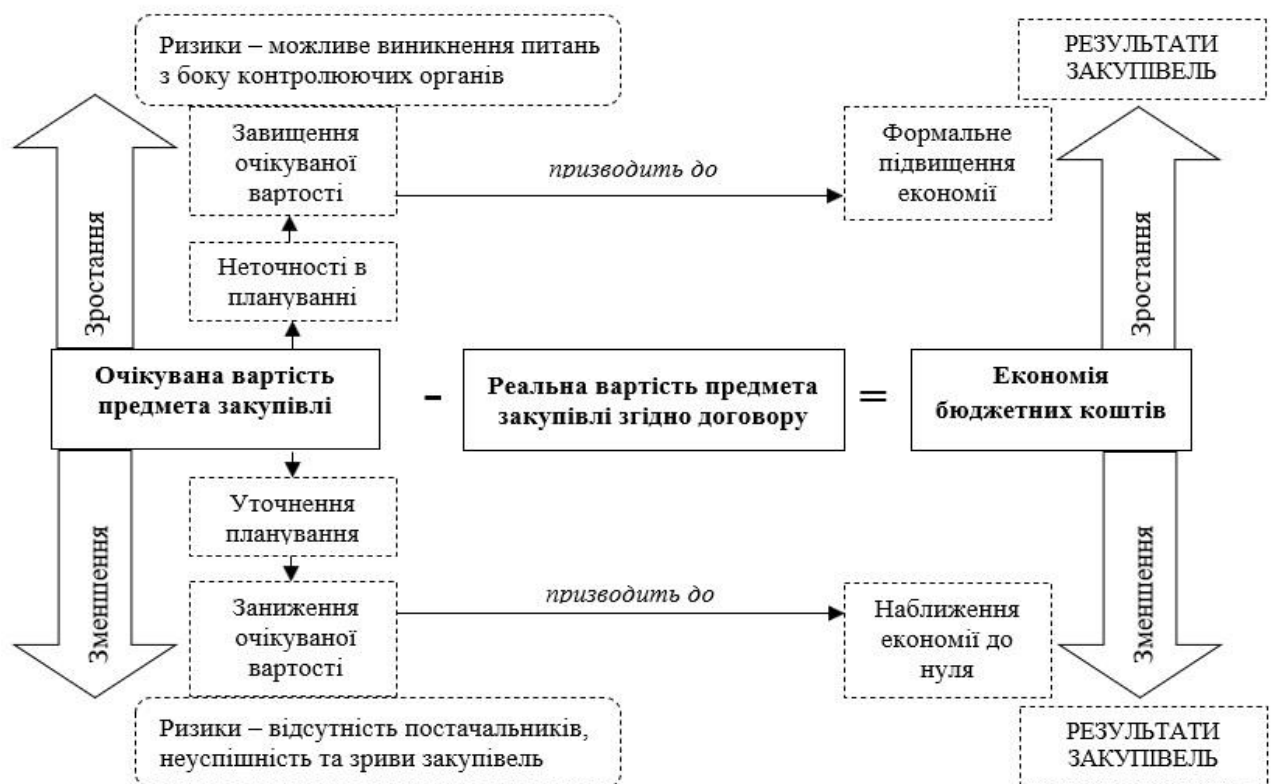 Ризики – можливе виникнення питань
з боку контролюючих органів
РЕЗУЛЬТАТИ
ЗАКУПІВЕЛЬ
Завищення
очікуваної
вартості
призводить до
Формальне
підвищення
економії
Зростання
Неточності в
плануванні
Зростання
Очікувана вартість
предмета закупівлі
-
Реальна вартість предмета
закупівлі згідно договору
=
Економія
бюджетних коштів
Зменшення
Уточнення
планування
Зменшення
Заниження
очікуваної
вартості
призводить до
Наближення
економії до
нуля
Ризики – відсутність постачальників,
неуспішність та зриви закупівель
РЕЗУЛЬТАТИ
ЗАКУПІВЕЛЬ